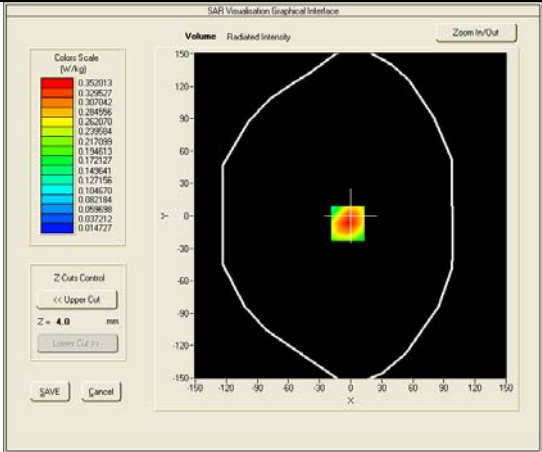 SAR Visualisation Graphical Interface
Volume Radiated Intensity
Zoom In/Out
Colors Scale
(W/kg)
0.352013
0.329527
0.307042
0.284556
0.262070
0.239584
0.217099
0.194613
0.172127
0.149641
0.127156
0.104670
0.082184
0.059698
0.037212
0.014727
Z-Cuts Control
<< Upper Cut
Z = 4.0 mm
Lower Cut >>
SAVE Cancel
150
120
90
60
30
0
-30
-60
-90
-120
-150
Y
-150 -120 -90 -60 -30 0 30 60 90 120 150
X